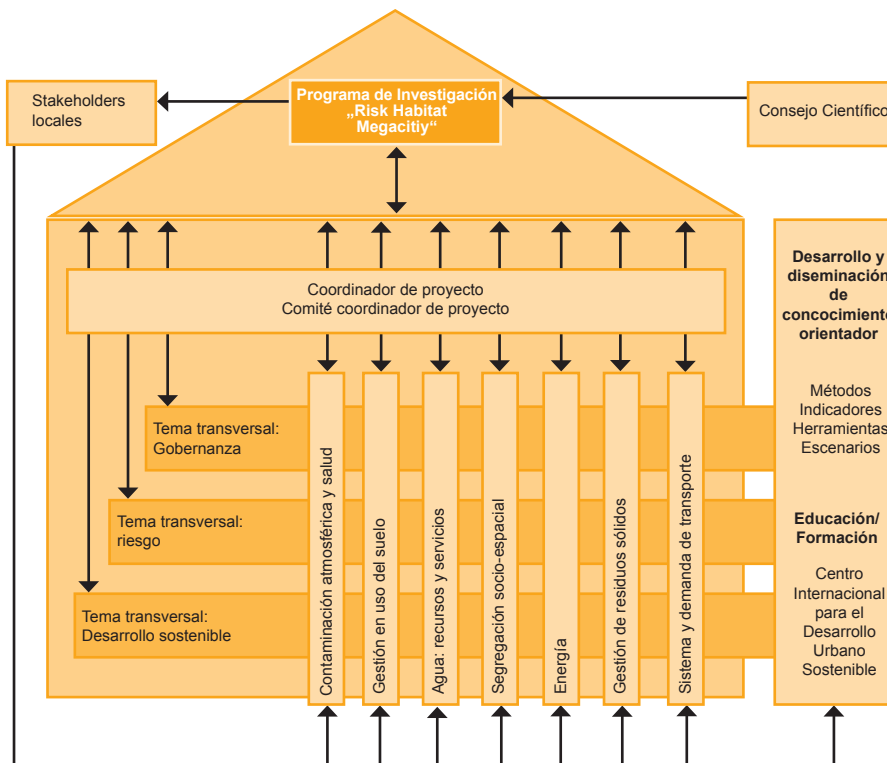 Programa de Investigación
„Risk Habitat
Megacitiy“
Stakeholders
locales
Consejo Científico
Coordinador de proyecto
Comité coordinador de proyecto
Tema transversal:
Gobernanza
Tema transversal:
riesgo
Tema transversal:
Desarrollo sostenible
Contaminación atmosférica y salud
Gestión en uso del suelo
Agua: recursos y servicios
Segregación socio-espacial
Energía
Gestión de residuos sólidos
Sistema y demanda de transporte
Desarrollo y
diseminación
de
concocimiento
orientador
Métodos
Indicadores
Herramientas
Escenarios
Educación/
Formación
Centro
Internacional
para el
Desarrollo
Urbano
Sostenible